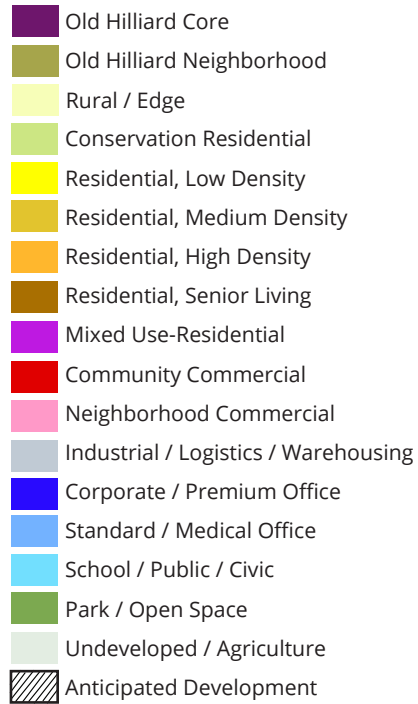 Old Hilliard Core
Old Hilliard Neighborhood
Rural / Edge
Conservation Residential
Residential, Low Density
Residential, Medium Density
Residential, High Density
Residential, Senior Living
Mixed Use-Residential
Community Commercial
Neighborhood Commercial
Industrial / Logistics / Warehousing
Corporate / Premium Office
Standard / Medical Office
School / Public / Civic
Park / Open Space
Undeveloped / Agriculture
Anticipated Development